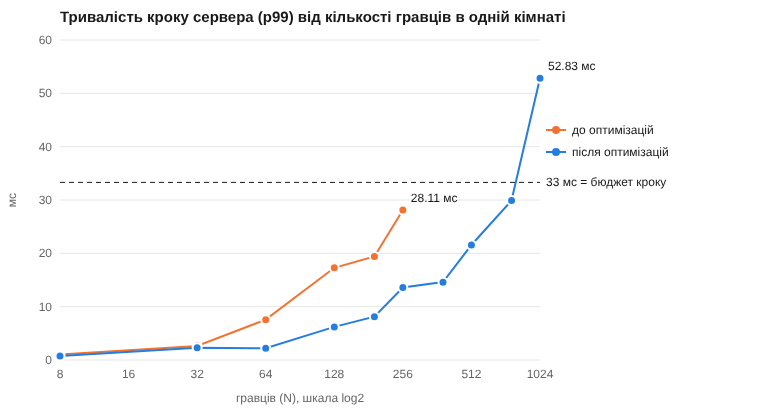 Тривалість кроку сервера (p99) від кількості гравців в одній кімнаті
60
50
40
30
20
10
0
мс
52.83 мс
до оптимізацій
після оптимізацій
33 мс = бюджет кроку
28.11 мс
8 16 32 64 128 256 512 1024
гравців (N), шкала log2